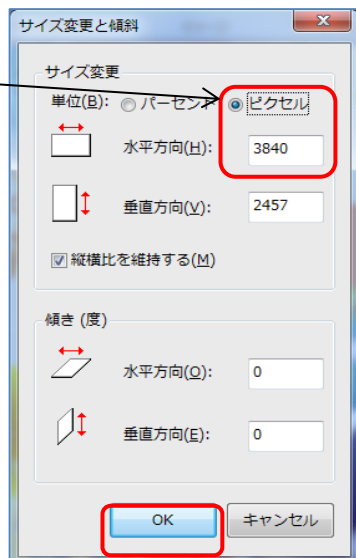 サイズ変更と傾斜
サイズ変更
単位(B): パーセント ピクセル
水平方向(H): 3840
垂直方向(V): 2457
縦横比を維持する(M)
傾き (度)
水平方向(O): 0
垂直方向(E): 0
OK キャンセル